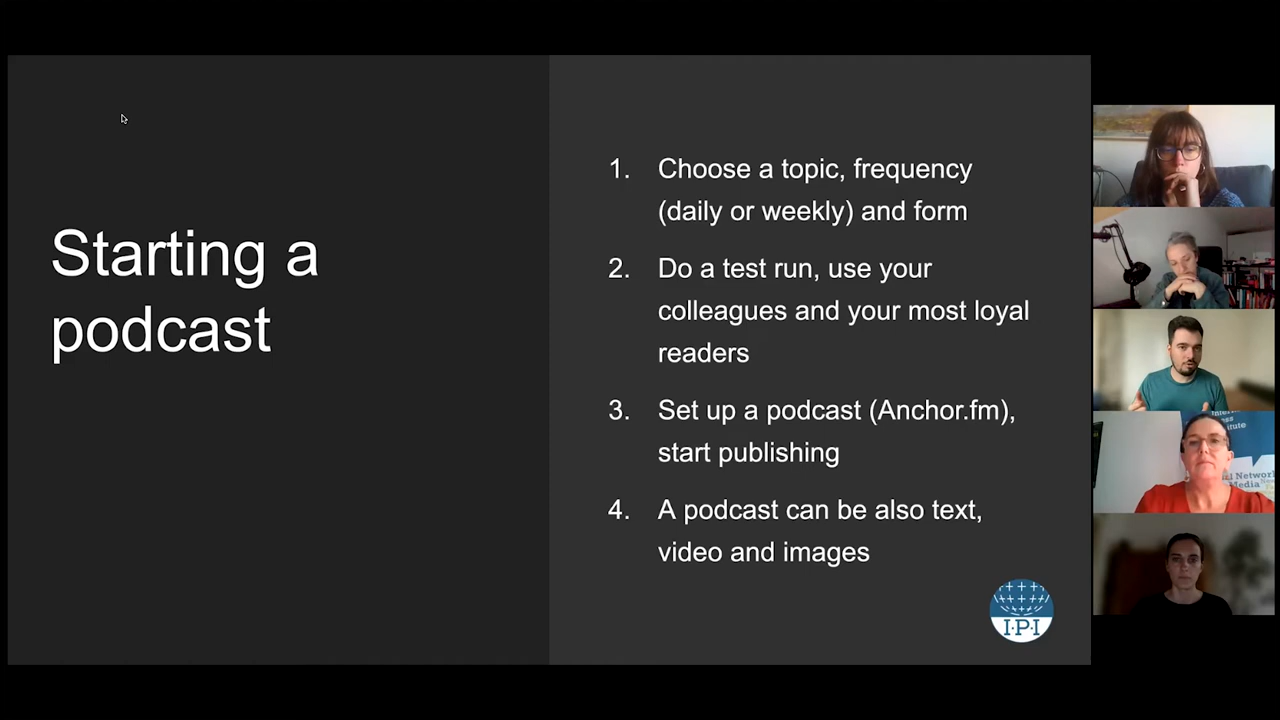 Starting a
podcast
1. Choose a topic, frequency
(daily or weekly) and form
2. Do a test run, use your
colleagues and your most loyal
readers
3. Set up a podcast (Anchor.fm),
start publishing
4. A podcast can be also text,
video and images
I·P·I
Network
Media